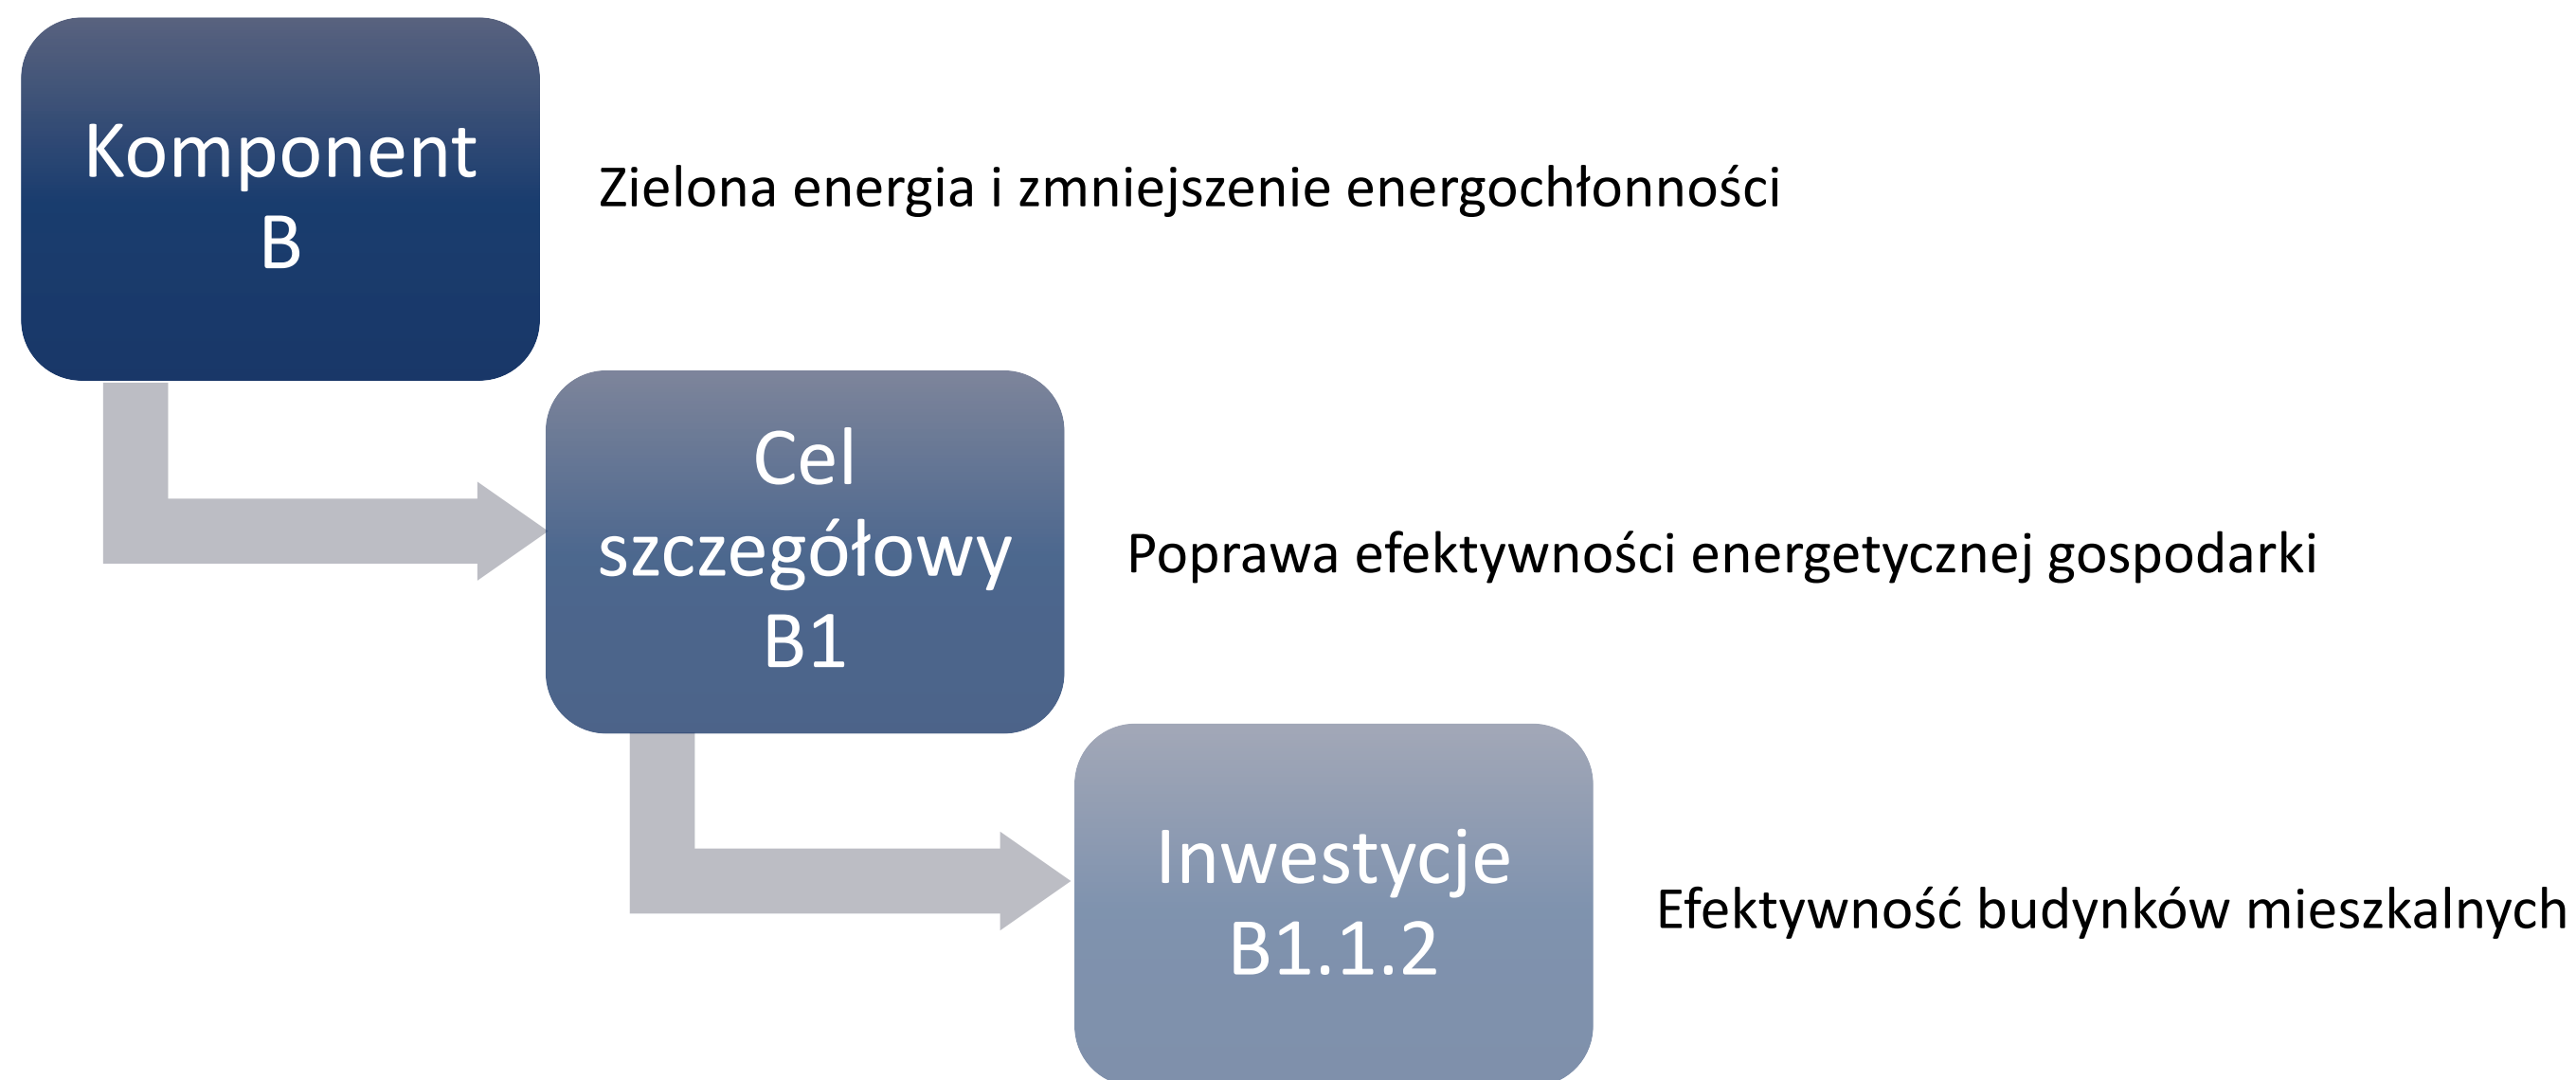 Komponent
B
Zielona energia i zmniejszenie energochłonności
Cel
szczegółowy
B1
Poprawa efektywności energetycznej gospodarki
Inwestycje
B1.1.2
Efektywność budynków mieszkalnych